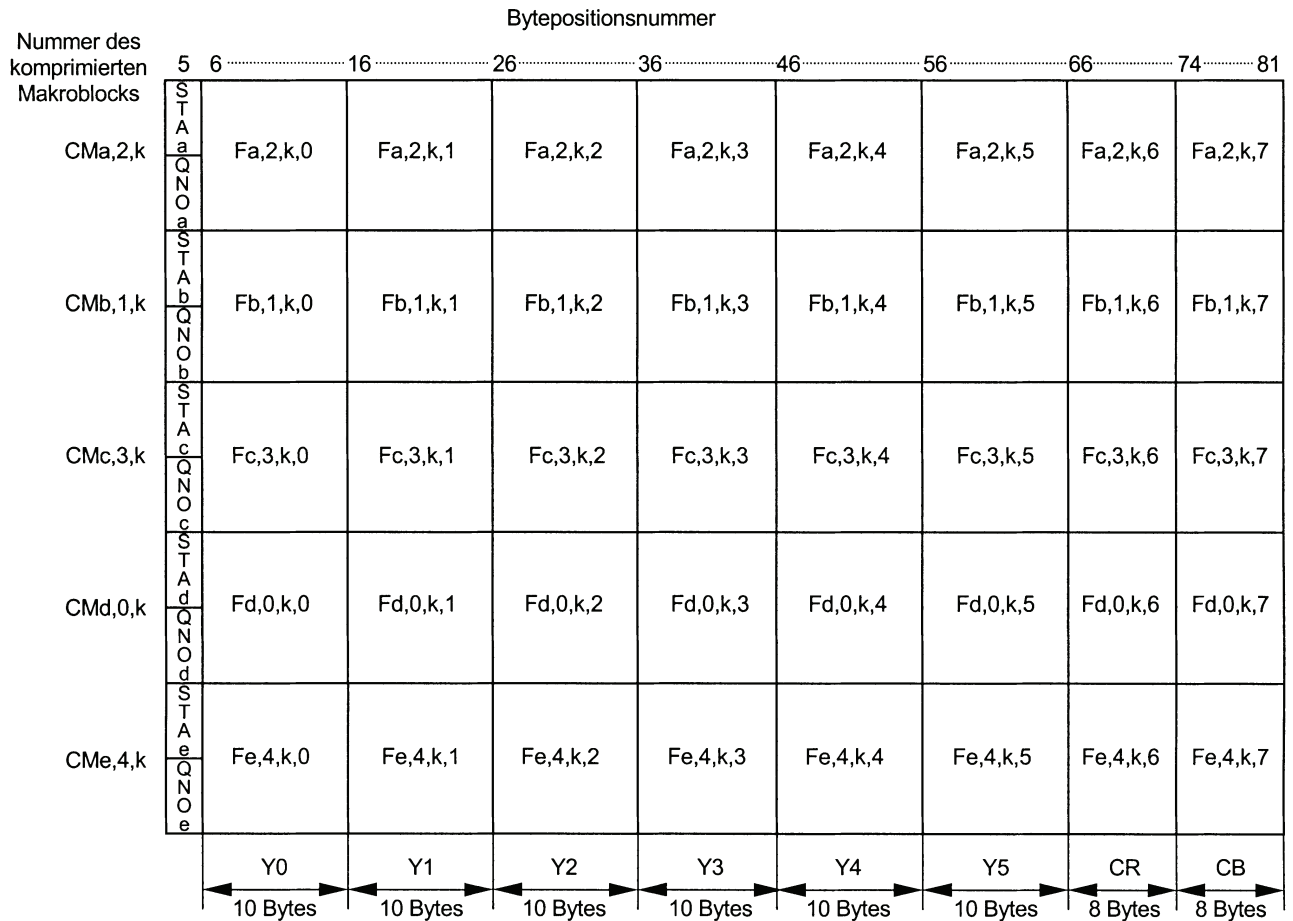 Bytepositionsnummer
Nummer des
komprimierten
Makroblocks
5 6 16 26 36 46 56 66 74 81
CMa,2,k STAa QNOa Fa,2,k,0 Fa,2,k,1 Fa,2,k,2 Fa,2,k,3 Fa,2,k,4 Fa,2,k,5 Fa,2,k,6 Fa,2,k,7
CMb,1,k STAb QNOb Fb,1,k,0 Fb,1,k,1 Fb,1,k,2 Fb,1,k,3 Fb,1,k,4 Fb,1,k,5 Fb,1,k,6 Fb,1,k,7
CMc,3,k STAc QNOc Fc,3,k,0 Fc,3,k,1 Fc,3,k,2 Fc,3,k,3 Fc,3,k,4 Fc,3,k,5 Fc,3,k,6 Fc,3,k,7
CMd,0,k STAd QNOd Fd,0,k,0 Fd,0,k,1 Fd,0,k,2 Fd,0,k,3 Fd,0,k,4 Fd,0,k,5 Fd,0,k,6 Fd,0,k,7
CMe,4,k STAe QNOe Fe,4,k,0 Fe,4,k,1 Fe,4,k,2 Fe,4,k,3 Fe,4,k,4 Fe,4,k,5 Fe,4,k,6 Fe,4,k,7
Y0 Y1 Y2 Y3 Y4 Y5 CR CB
10 Bytes 10 Bytes 10 Bytes 10 Bytes 10 Bytes 10 Bytes 8 Bytes 8 Bytes